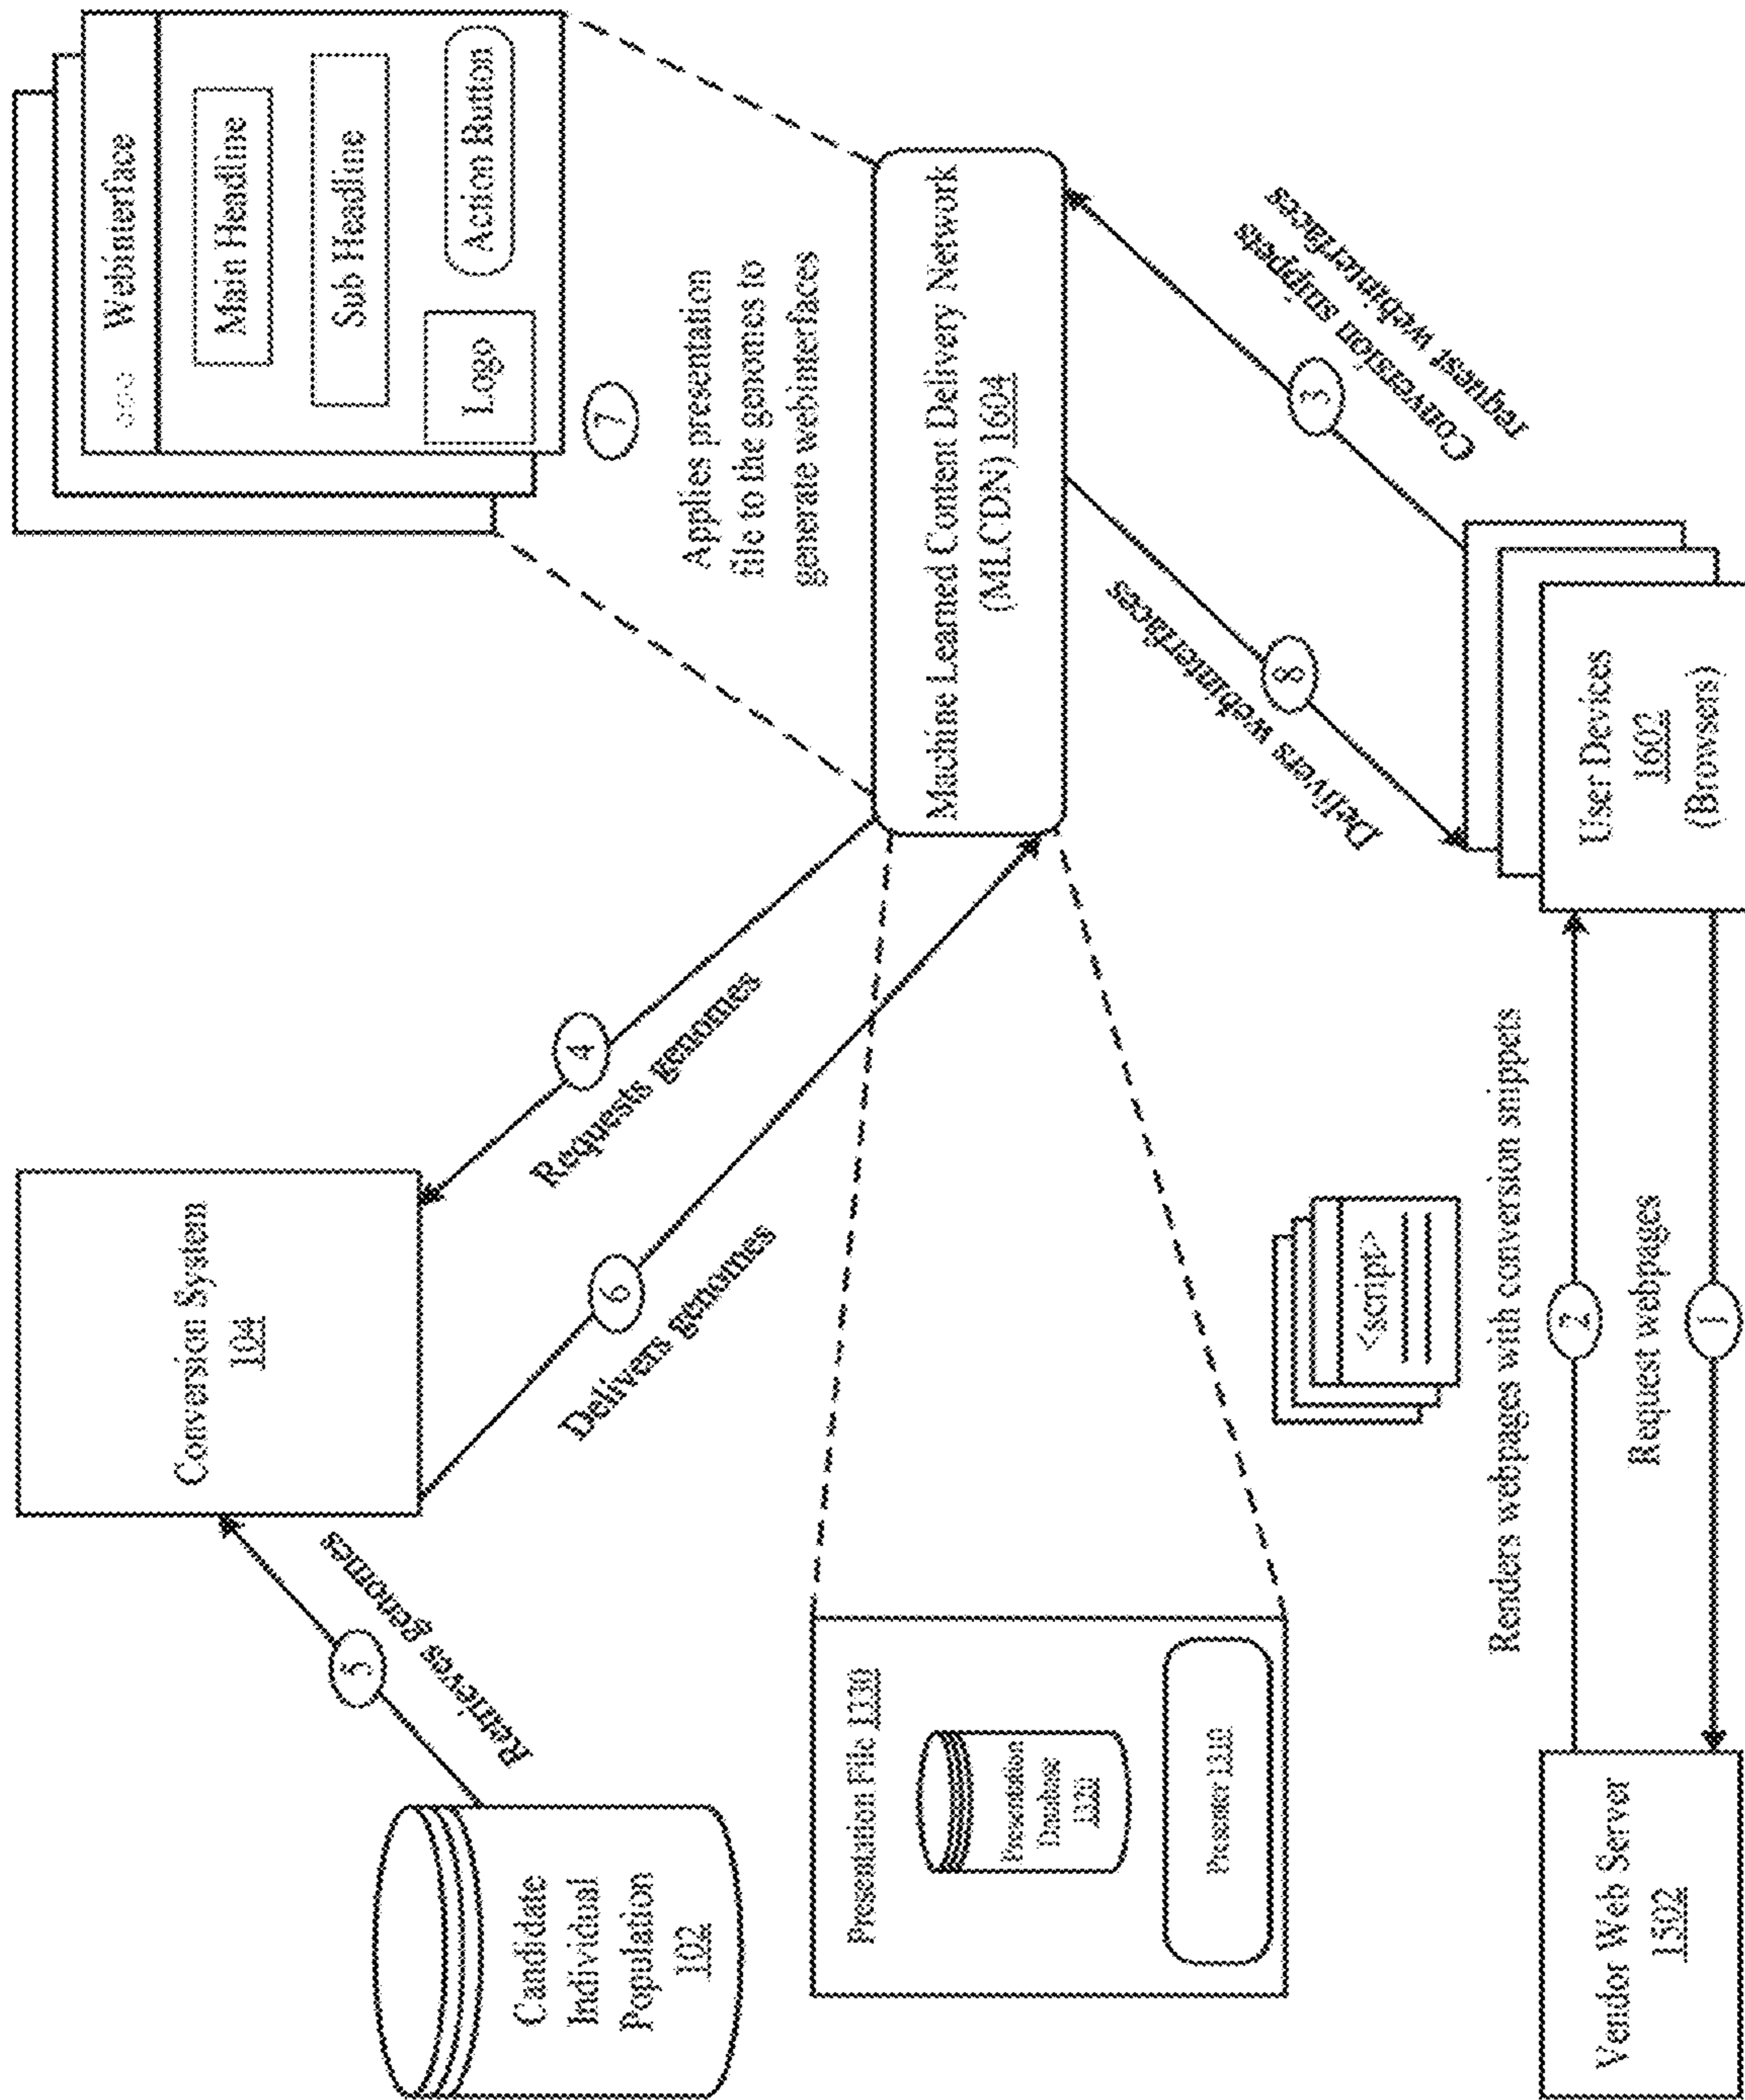 Candidate
Individual
Population
102
5
Retrieves genomes
Conversion System
104
4
Requests genomes
6
Delivers genomes
Webinterface
Main Headline
Sub Headline
Logo
Action Button
7
Applies presentation
file to the genomes to
generate webinterfaces
Machine Learned Content Delivery Network
(MLCDN) 1604
Presentation File
Presentation
Database
Presenter
3
Conversion snippets
request webinterfaces
8
Delivers webinterfaces
<script>
Renders webpages with conversion snippets
2
Request webpages
1
Vendor Web Server
1502
User Devices
1602
(Browsers)